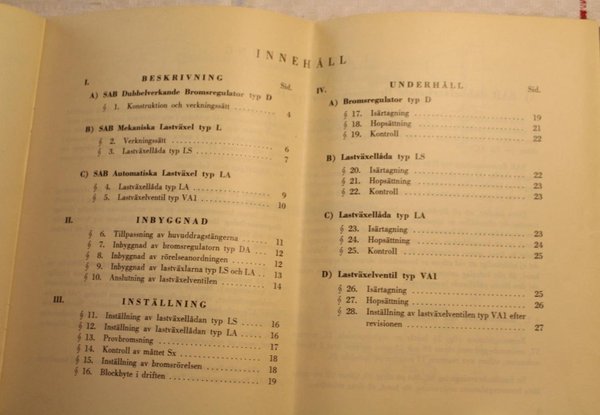 INNEHÅLL
I. BESKRIVNING
Sid.
A) SAB Dubbelverkande Bromsregulator typ D
§ 1. Konstruktion och verkningssätt 4
B) SAB Mekaniska Lastväxel typ L
§ 2. Verkningssätt 6
§ 3. Lastväxellåda typ LS 7
C) SAB Automatiska Lastväxel typ LA
§ 4. Lastväxellåda typ LA 9
§ 5. Lastväxelventil typ VA1 10
II. INBYGGNAD
§ 6. Tillpassning av huvuddragstängerna 11
§ 7. Inbyggnad av bromsregulatorn typ DA 12
§ 8. Inbyggnad av rörelseanordningen 12
§ 9. Inbyggnad av lastväxlarna typ LS och LA 13
§ 10. Anslutning av lastväxelventilen 14
III. INSTÄLLNING
§ 11. Inställning av lastväxellådan typ LS 16
§ 12. Inställning av lastväxellådan typ LA 16
§ 13. Provbromsning 17
§ 14. Kontroll av måttet Sx 18
§ 15. Inställning av bromsrörelsen 18
§ 16. Blockbyte i driften 19
IV. UNDERHÅLL
Sid.
A) Bromsregulator typ D
§ 17. Isärtagning 19
§ 18. Hopsättning 21
§ 19. Kontroll 22
B) Lastväxellåda typ LS
§ 20. Isärtagning 22
§ 21. Hopsättning 23
§ 22. Kontroll 23
C) Lastväxellåda typ LA
§ 23. Isärtagning 23
§ 24. Hopsättning 24
§ 25. Kontroll 25
D) Lastväxelventil typ VA1
§ 26. Isärtagning 25
§ 27. Hopsättning 26
§ 28. Inställning av lastväxelventilen typ VA1 efter
revisionen 27